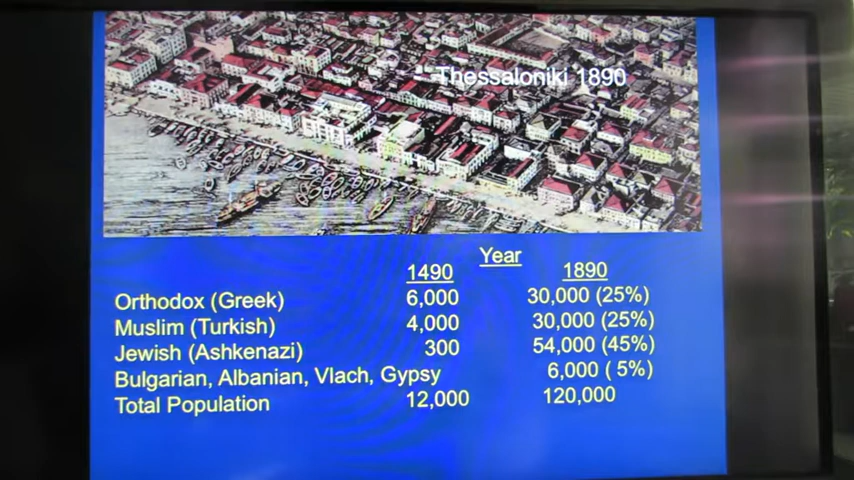 Thessaloniki 1890
Year
1490 1890
Orthodox (Greek) 6,000 30,000 (25%)
Muslim (Turkish) 4,000 30,000 (25%)
Jewish (Ashkenazi) 300 54,000 (45%)
Bulgarian, Albanian, Vlach, Gypsy 6,000 ( 5%)
Total Population 12,000 120,000